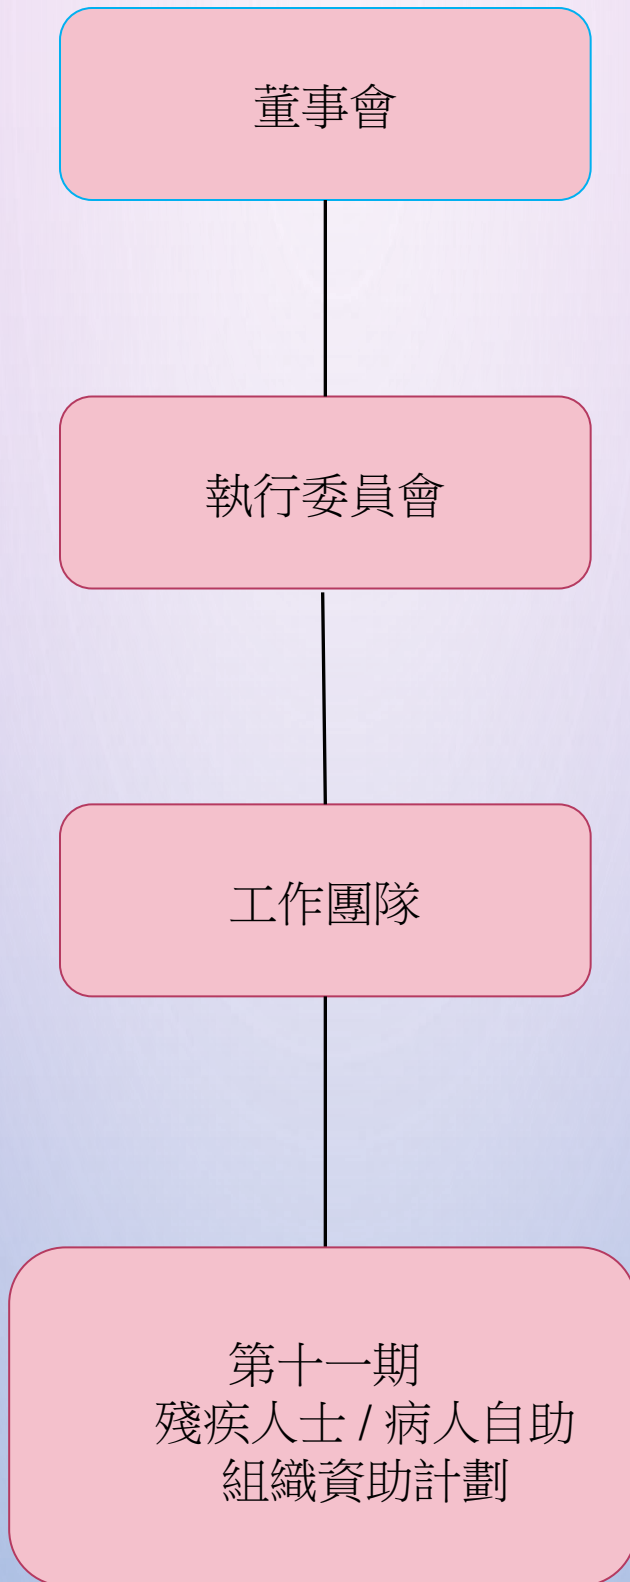 董事會
執行委員會
工作團隊
第十一期
殘疾人士 / 病人自助
組織資助計劃